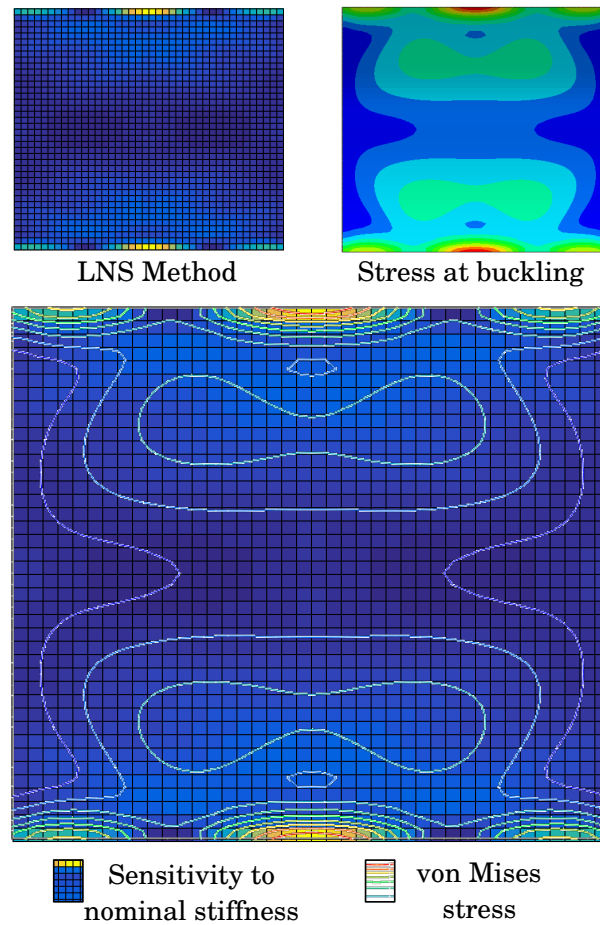 LNS Method
Stress at buckling
Sensitivity to
nominal stiffness
von Mises
stress